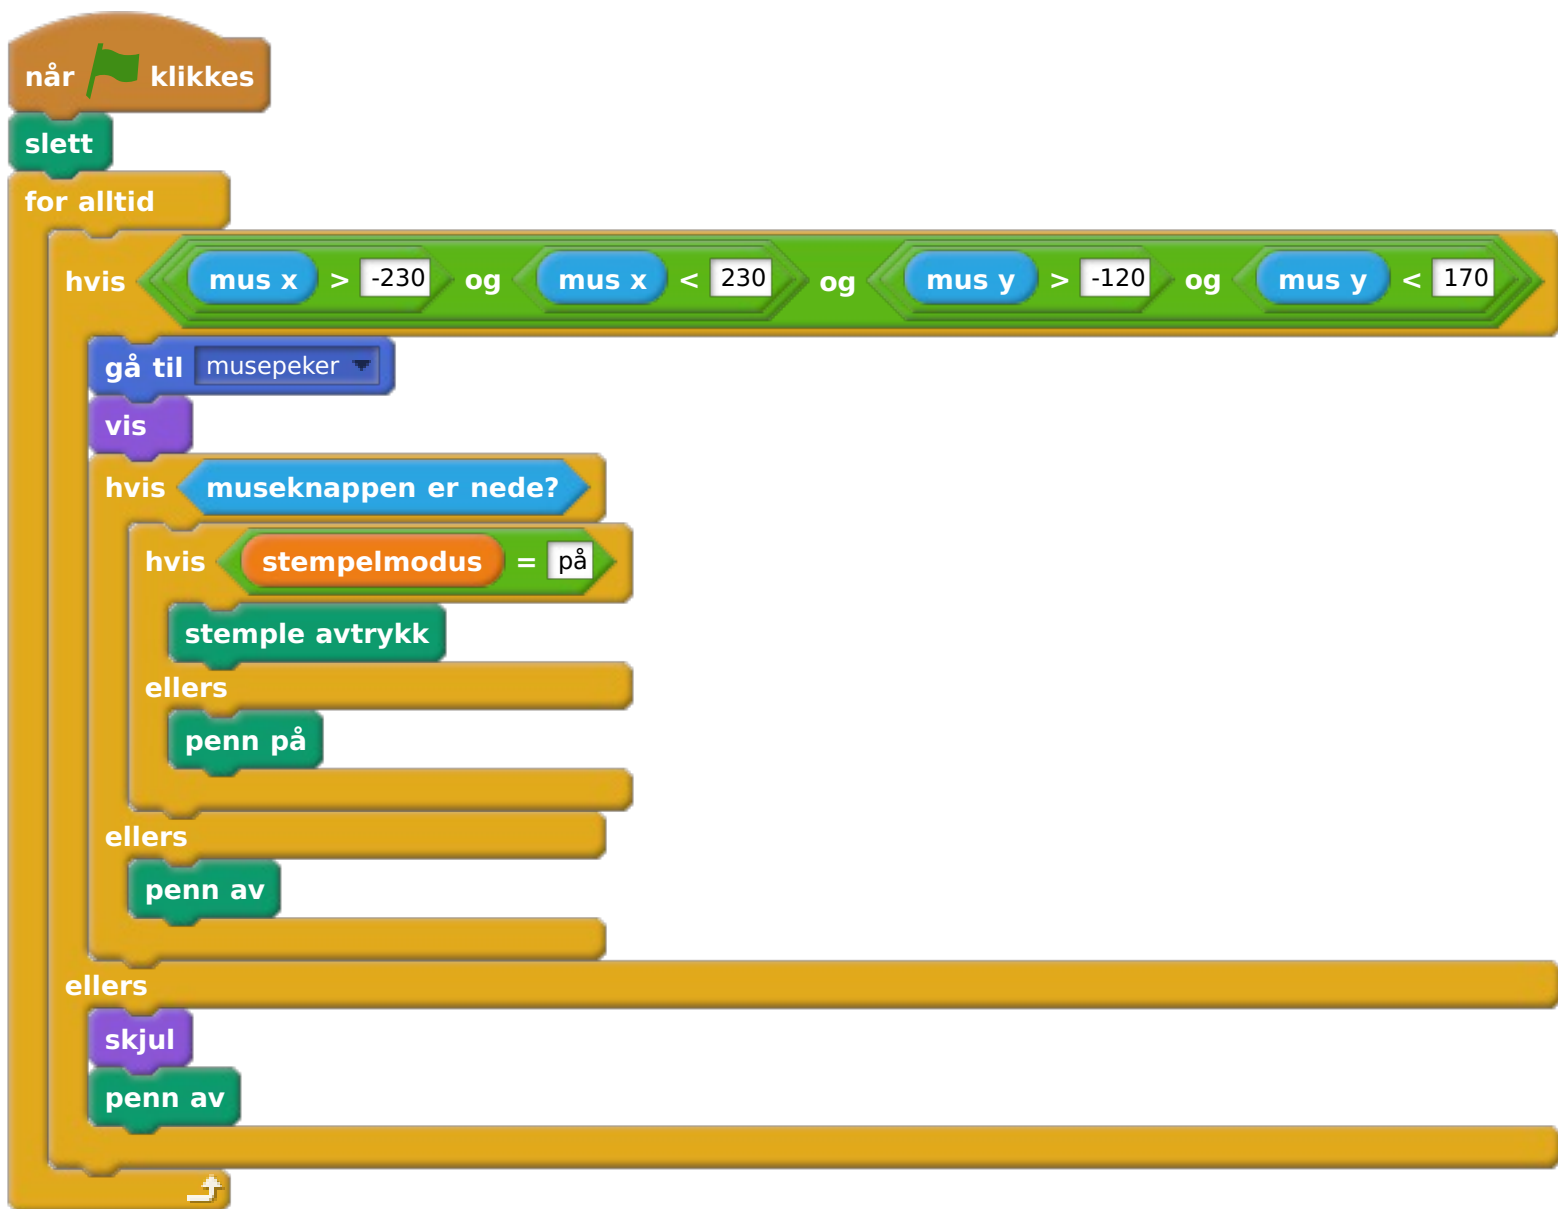 når klikkes
slett
for alltid
hvis mus x > -230 og mus x < 230 og mus y > -120 og mus y < 170
gå til musepeker
vis
hvis museknappen er nede?
hvis stempelmodus = på
stemple avtrykk
ellers
penn på
ellers
penn av
ellers
skjul
penn av